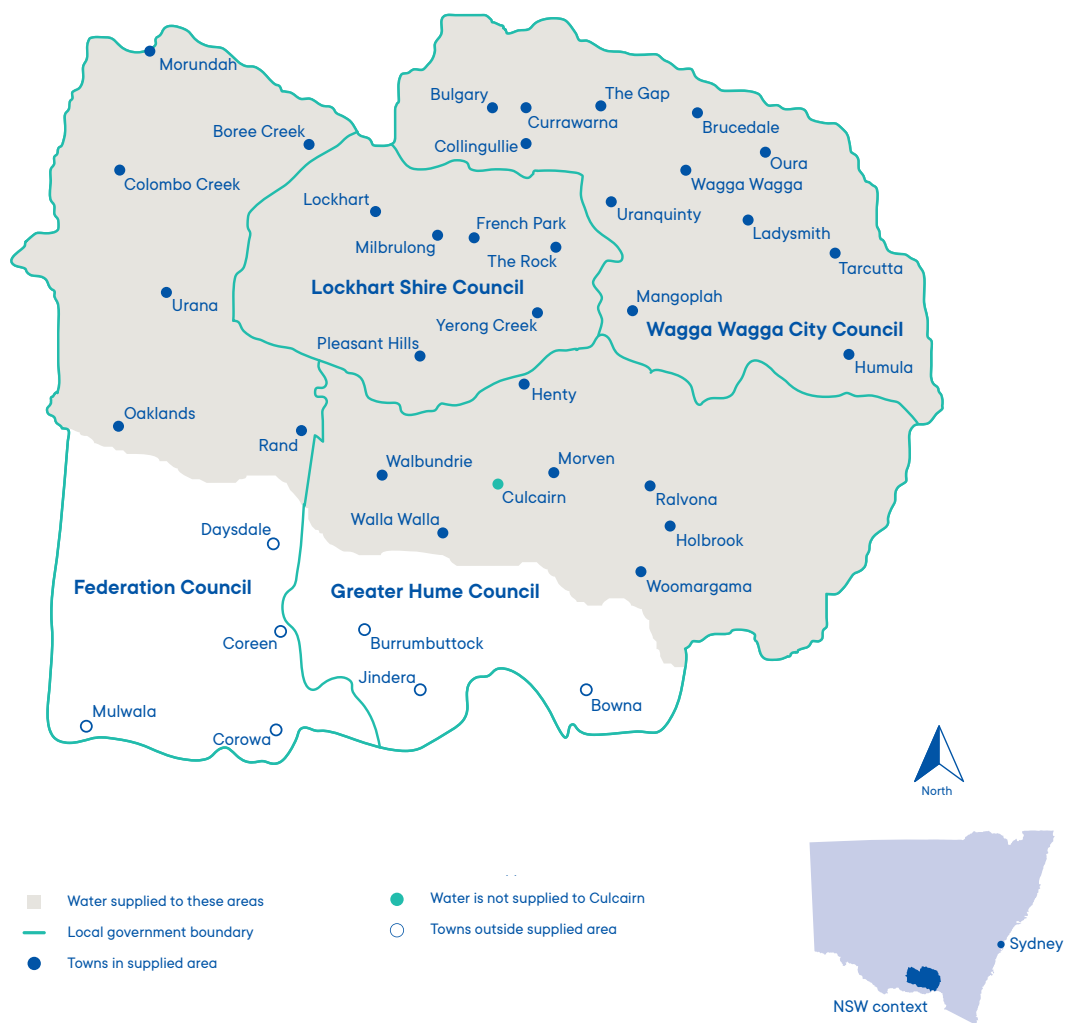 Morundah
Bulgary
The Gap
Currawarna
Brucedale
Boree Creek
Collingullie
Oura
Colombo Creek
Wagga Wagga
Lockhart
Uranquinty
French Park
Ladysmith
Milbrulong
The Rock
Tarcutta
Lockhart Shire Council
Mangoplah
Urana
Yerong Creek
Wagga Wagga City Council
Pleasant Hills
Humula
Henty
Oaklands
Rand
Walbundrie
Morven
Culcairn
Ralvona
Walla Walla
Daysdale
Holbrook
Federation Council
Greater Hume Council
Woomargama
Coreen
Burrumbuttock
Jindera
Bowna
Mulwala
Corowa
North
Water supplied to these areas
Local government boundary
Towns in supplied area
Water is not supplied to Culcairn
Towns outside supplied area
Sydney
NSW context